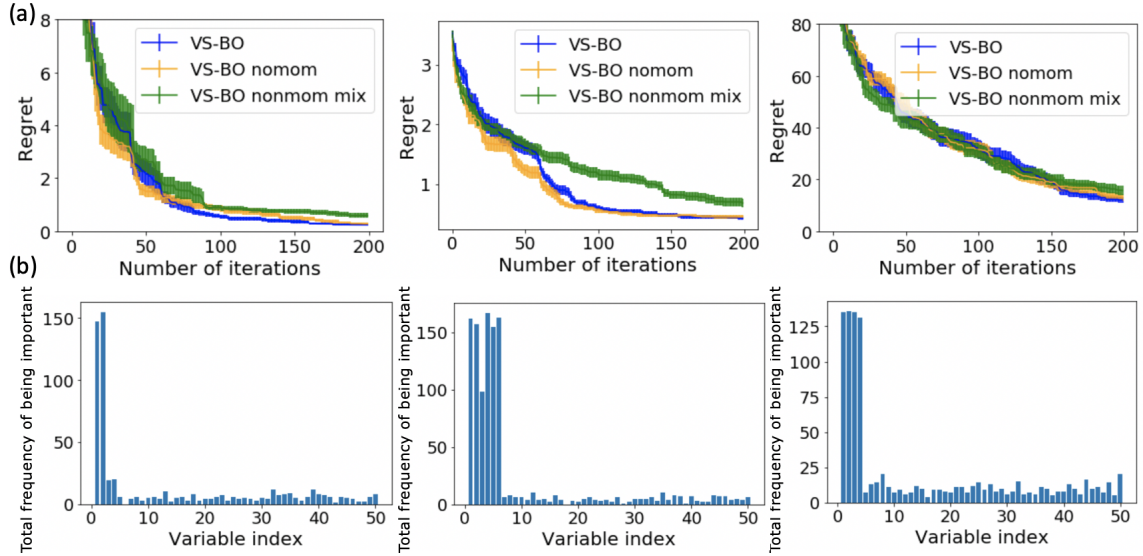 (a)
8
6
4
2
0
Regret
VS-BO
VS-BO nomom
VS-BO nonmom mix
0 50 100 150 200
Number of iterations
3
2
1
Regret
VS-BO
VS-BO nomom
VS-BO nonmom mix
0 50 100 150 200
Number of iterations
80
60
40
20
0
Regret
VS-BO
VS-BO nomom
VS-BO nonmom mix
0 50 100 150 200
Number of iterations
(b)
Total frequency of being important
150
100
50
0
0 10 20 30 40 50
Variable index
Total frequency of being important
150
100
50
0
0 10 20 30 40 50
Variable index
Total frequency of being important
125
100
75
50
25
0
0 10 20 30 40 50
Variable index